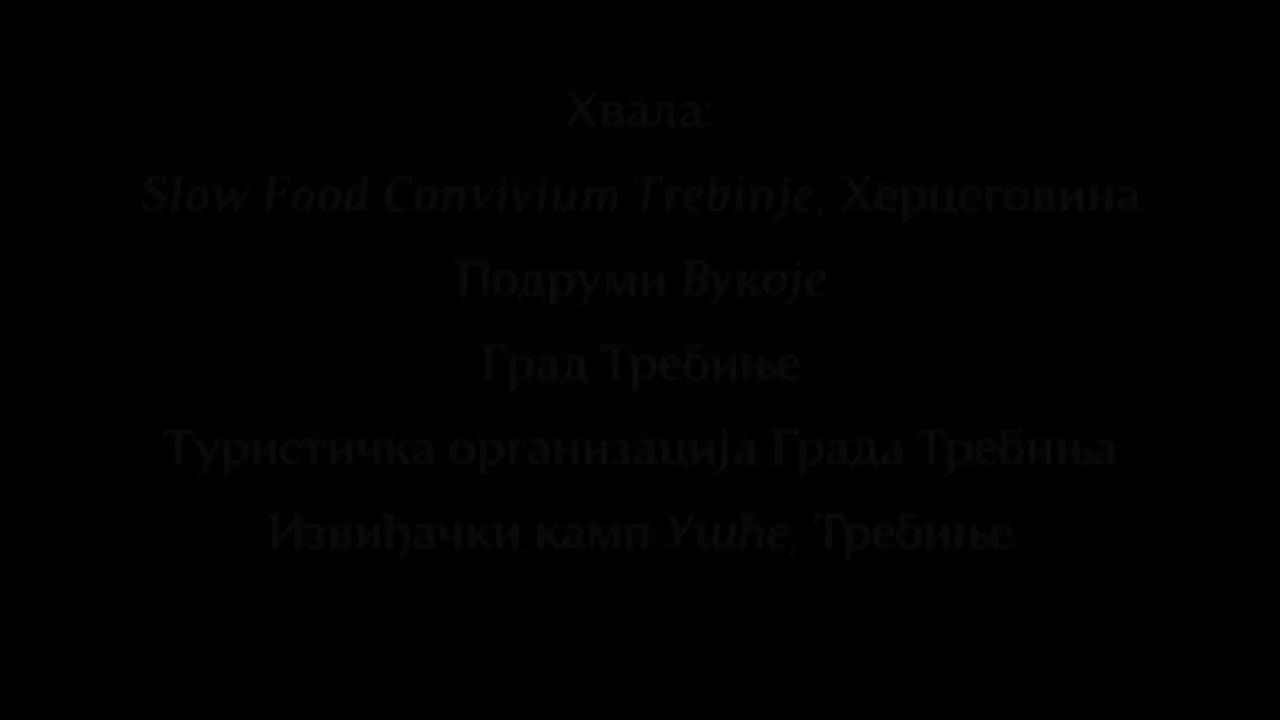 Хвала:
Slow Food Convivium Trebinje, Херцеговина
Подруми Вукоје
Град Требиње
Туристичка организација Града Требиња
Извиђачки камп Ушће, Требиње